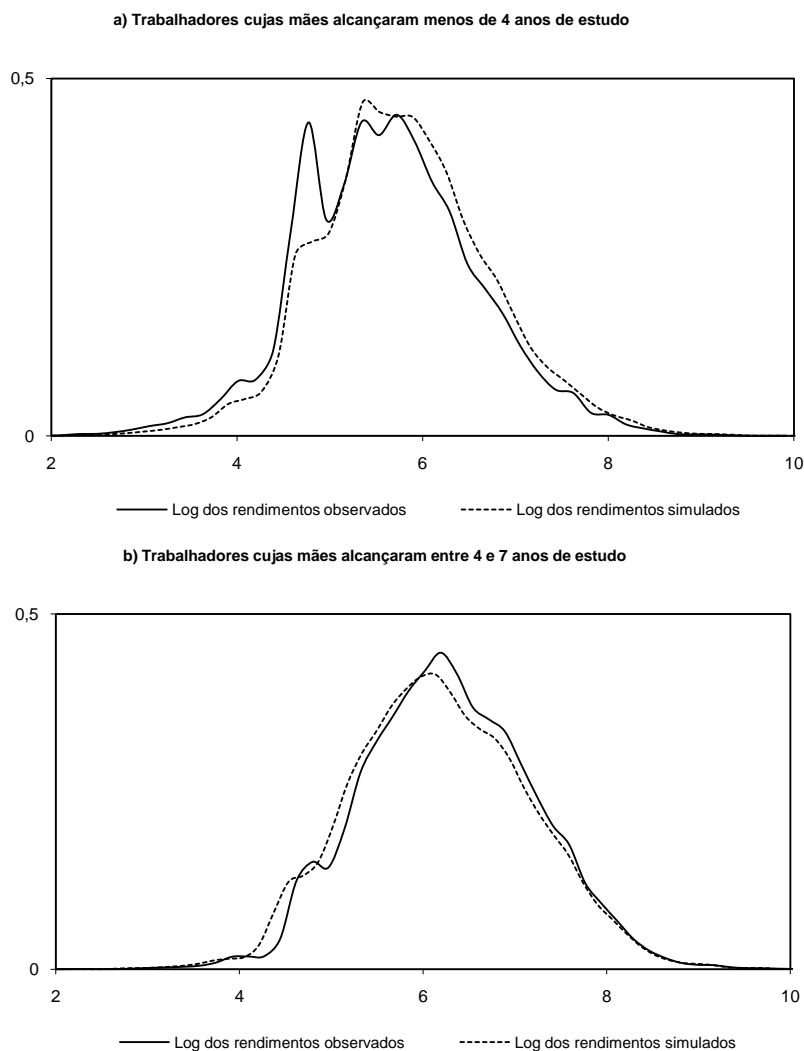 a) Trabalhadores cujas mães alcançaram menos de 4 anos de estudo
0,5
0
2 4 6 8 10
Log dos rendimentos observados Log dos rendimentos simulados
b) Trabalhadores cujas mães alcançaram entre 4 e 7 anos de estudo
0,5
0
2 4 6 8 10
Log dos rendimentos observados Log dos rendimentos simulados